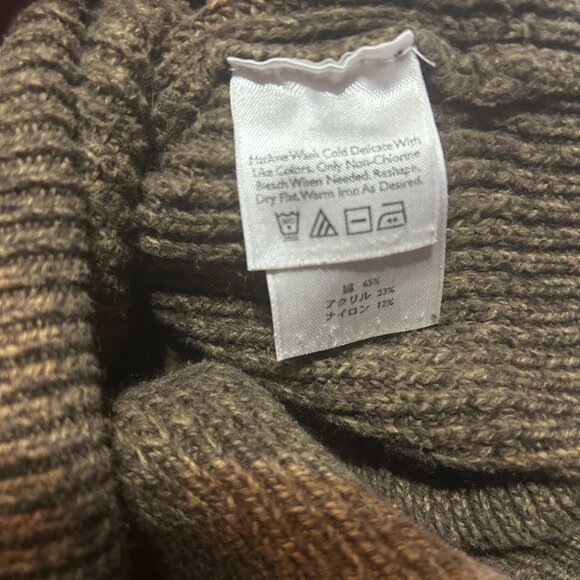 Machine Wash Cold Delicate With
Like Colors. Only Non-Chlorine
Bleach When Needed. Reshape,
Dry Flat. Warm Iron As Desired.
綿 65%
アクリル 23%
ナイロン 12%